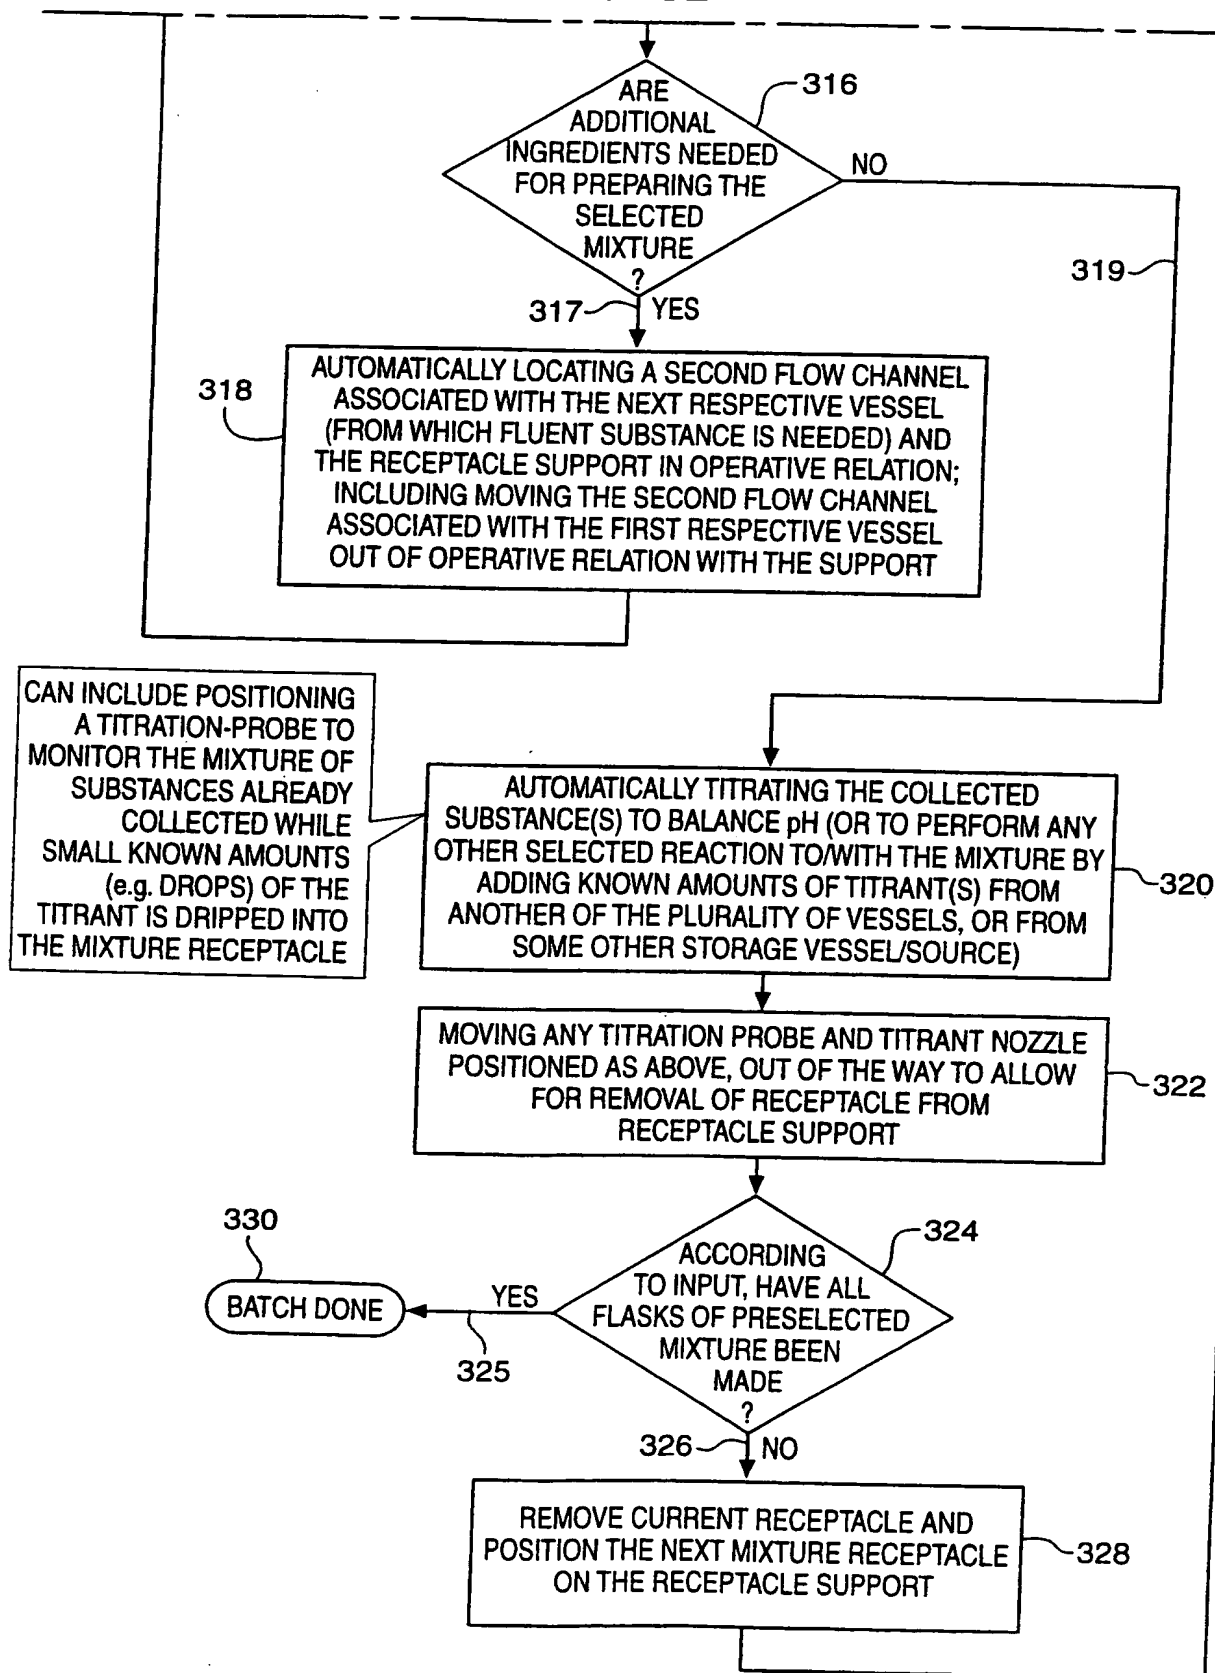 ARE
ADDITIONAL
INGREDIENTS NEEDED
FOR PREPARING THE
SELECTED
MIXTURE
?
316
NO
319
317
YES
318
AUTOMATICALLY LOCATING A SECOND FLOW CHANNEL
ASSOCIATED WITH THE NEXT RESPECTIVE VESSEL
(FROM WHICH FLUENT SUBSTANCE IS NEEDED) AND
THE RECEPTACLE SUPPORT IN OPERATIVE RELATION;
INCLUDING MOVING THE SECOND FLOW CHANNEL
ASSOCIATED WITH THE FIRST RESPECTIVE VESSEL
OUT OF OPERATIVE RELATION WITH THE SUPPORT
CAN INCLUDE POSITIONING
A TITRATION-PROBE TO
MONITOR THE MIXTURE OF
SUBSTANCES ALREADY
COLLECTED WHILE
SMALL KNOWN AMOUNTS
(e.g. DROPS) OF THE
TITRANT IS DRIPPED INTO
THE MIXTURE RECEPTACLE
AUTOMATICALLY TITRATING THE COLLECTED
SUBSTANCE(S) TO BALANCE pH (OR TO PERFORM ANY
OTHER SELECTED REACTION TO/WITH THE MIXTURE BY
ADDING KNOWN AMOUNTS OF TITRANT(S) FROM
ANOTHER OF THE PLURALITY OF VESSELS, OR FROM
SOME OTHER STORAGE VESSEL/SOURCE)
320
MOVING ANY TITRATION PROBE AND TITRANT NOZZLE
POSITIONED AS ABOVE, OUT OF THE WAY TO ALLOW
FOR REMOVAL OF RECEPTACLE FROM
RECEPTACLE SUPPORT
322
ACCORDING
TO INPUT, HAVE ALL
FLASKS OF PRESELECTED
MIXTURE BEEN
MADE
?
324
YES
325
330
BATCH DONE
326
NO
REMOVE CURRENT RECEPTACLE AND
POSITION THE NEXT MIXTURE RECEPTACLE
ON THE RECEPTACLE SUPPORT
328